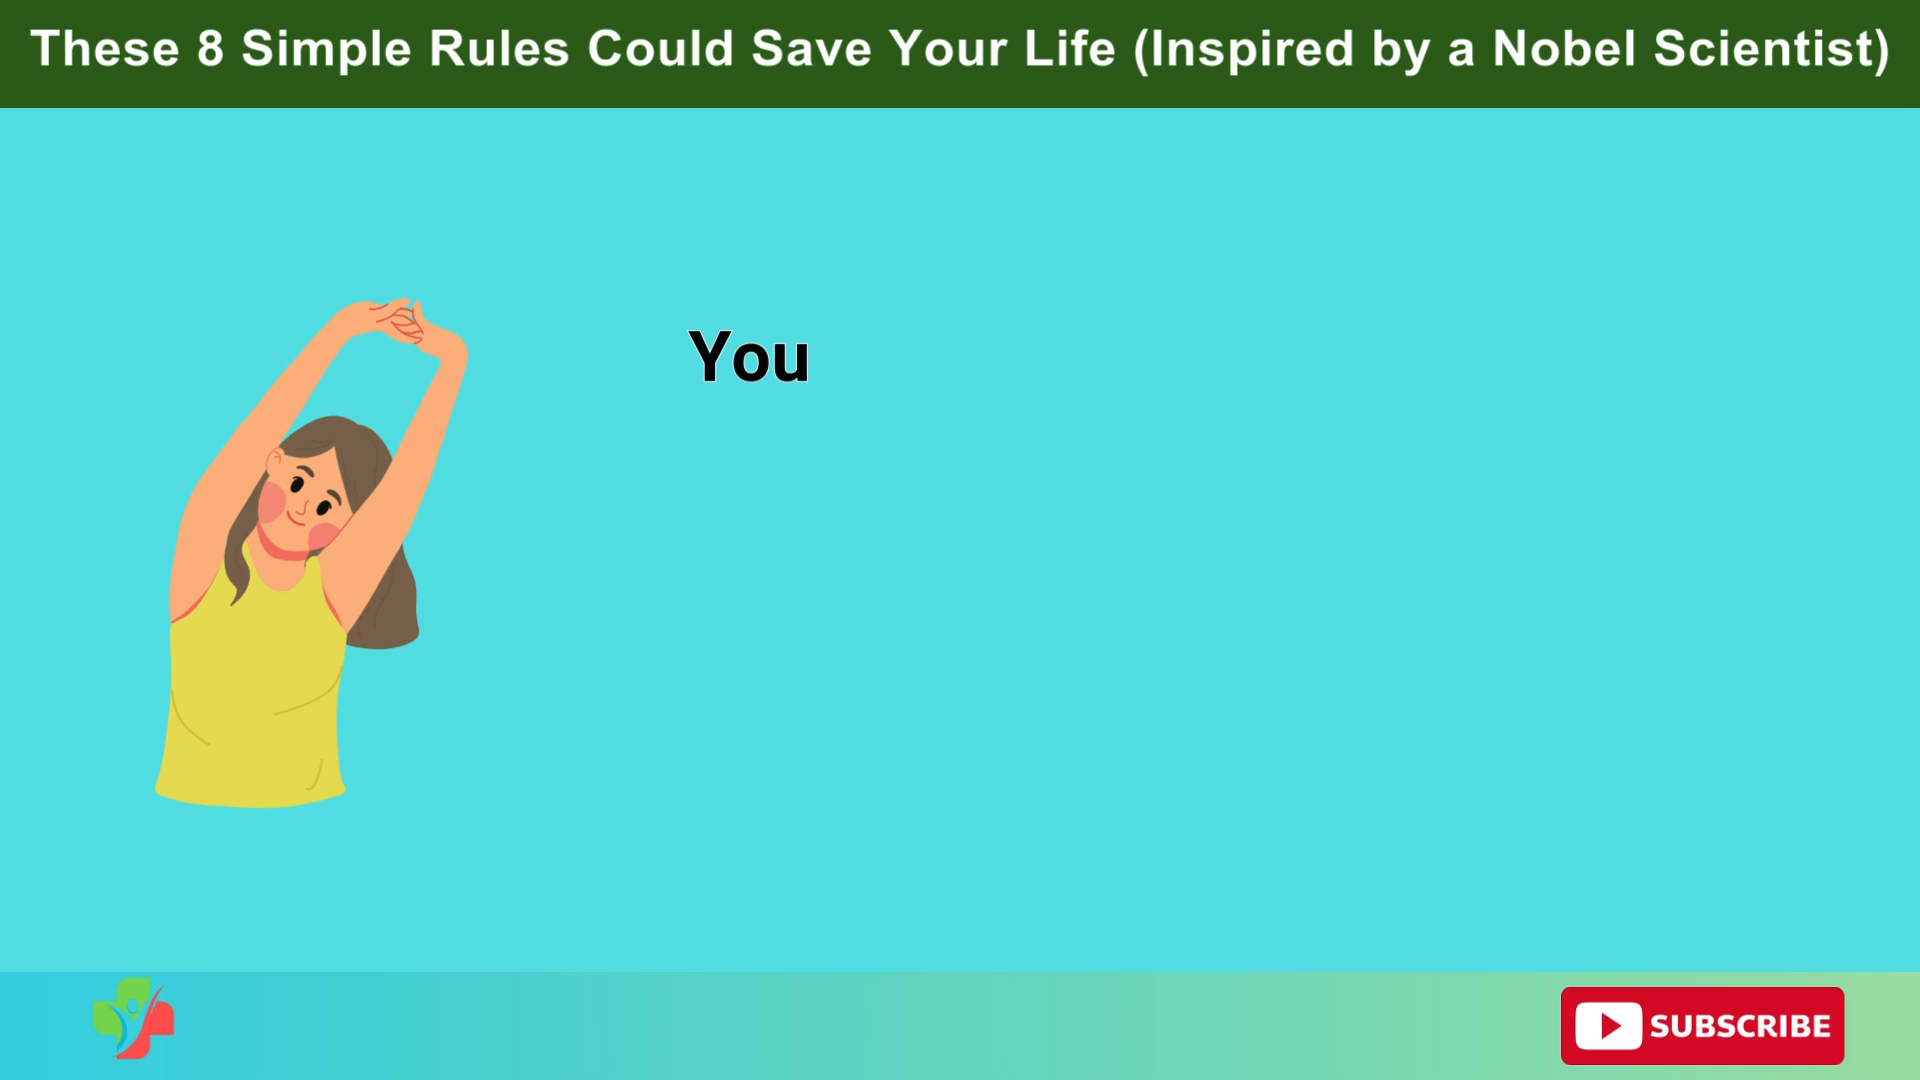 These 8 Simple Rules Could Save Your Life (Inspired by a Nobel Scientist)
You
SUBSCRIBE